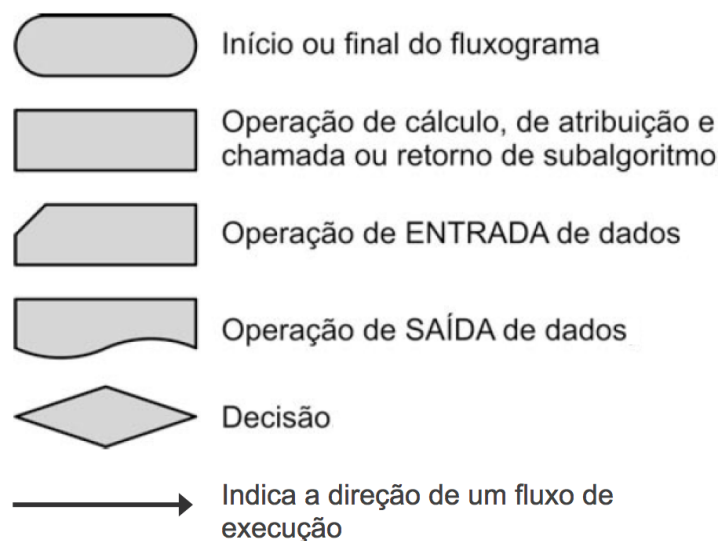 Início ou final do fluxograma
Operação de cálculo, de atribuição e
chamada ou retorno de subalgoritmo
Operação de ENTRADA de dados
Operação de SAÍDA de dados
Decisão
Indica a direção de um fluxo de
execução